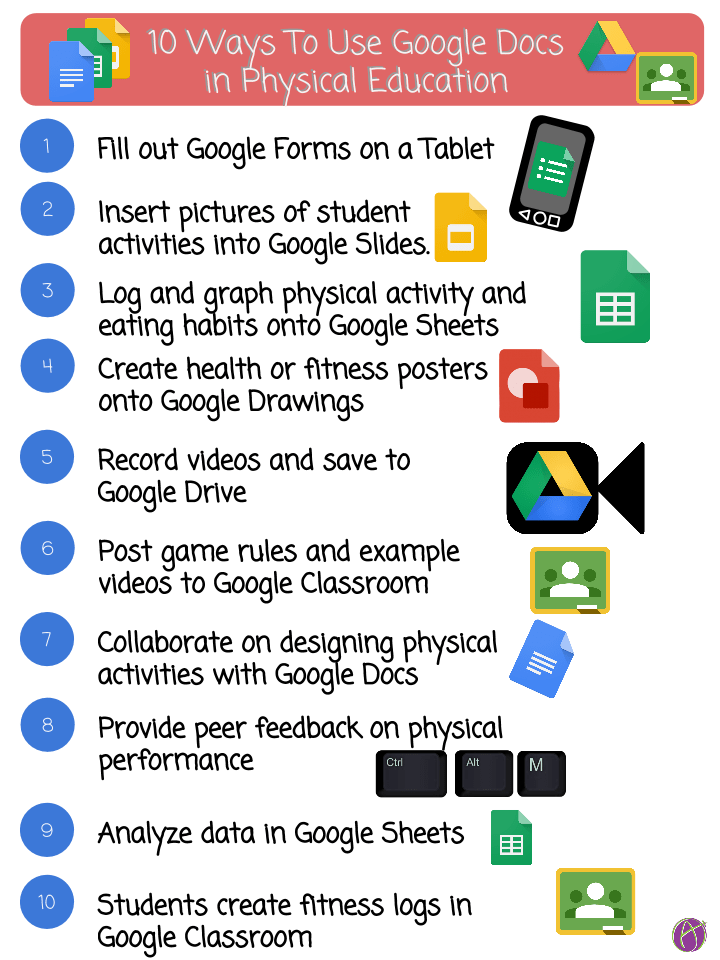 10 Ways To Use Google Docs
in Physical Education
1
Fill out Google Forms on a Tablet
2
Insert pictures of student
activities into Google Slides.
3
Log and graph physical activity and
eating habits onto Google Sheets
4
Create health or fitness posters
onto Google Drawings
5
Record videos and save to
Google Drive
6
Post game rules and example
videos to Google Classroom
7
Collaborate on designing physical
activities with Google Docs
8
Provide peer feedback on physical
performance
Ctrl Alt M
9
Analyze data in Google Sheets
10
Students create fitness logs in
Google Classroom